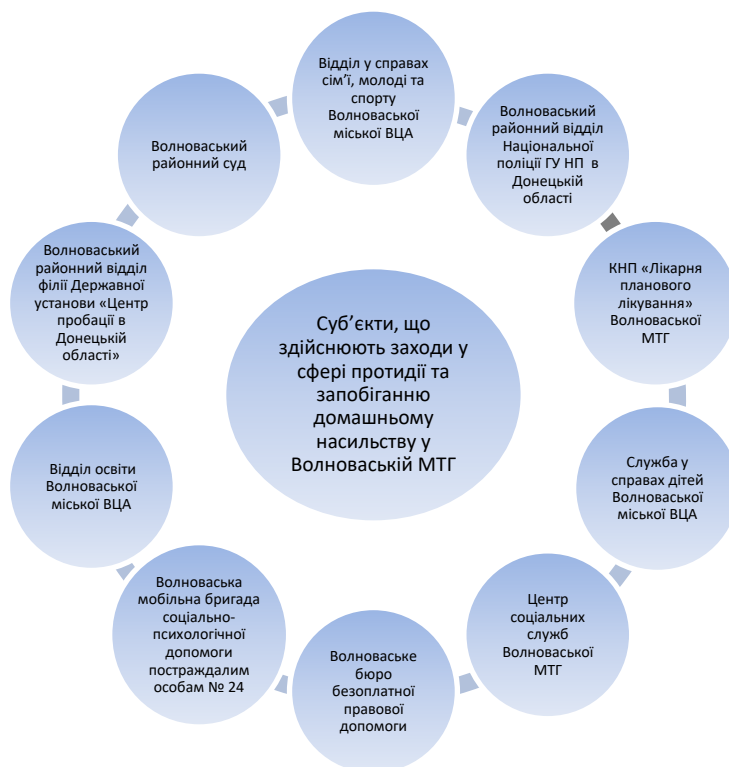 Відділ у справах
сім'ї, молоді та
спорту
Волноваської
міської ВЦА
Волноваський
районний відділ
Національної
поліції ГУ НП в
Донецькій
області
КНП «Лікарня
планового
лікування»
Волноваської
МТГ
Служба у
справах дітей
Волноваської
міської ВЦА
Центр
соціальних
служб
Волноваської
МТГ
Волноваське
бюро
безоплатної
правової
допомоги
Волноваська
мобільна бригада
соціально-
психологічної
допомоги
постраждалим
особам № 24
Відділ освіти
Волноваської
міської ВЦА
Волноваський
районний відділ
філії Державної
установи «Центр
пробації в
Донецькій
області»
Волноваський
районний суд
Суб'єкти, що
здійснюють заходи у
сфері протидії та
запобіганню
домашньому
насильству у
Волноваській МТГ